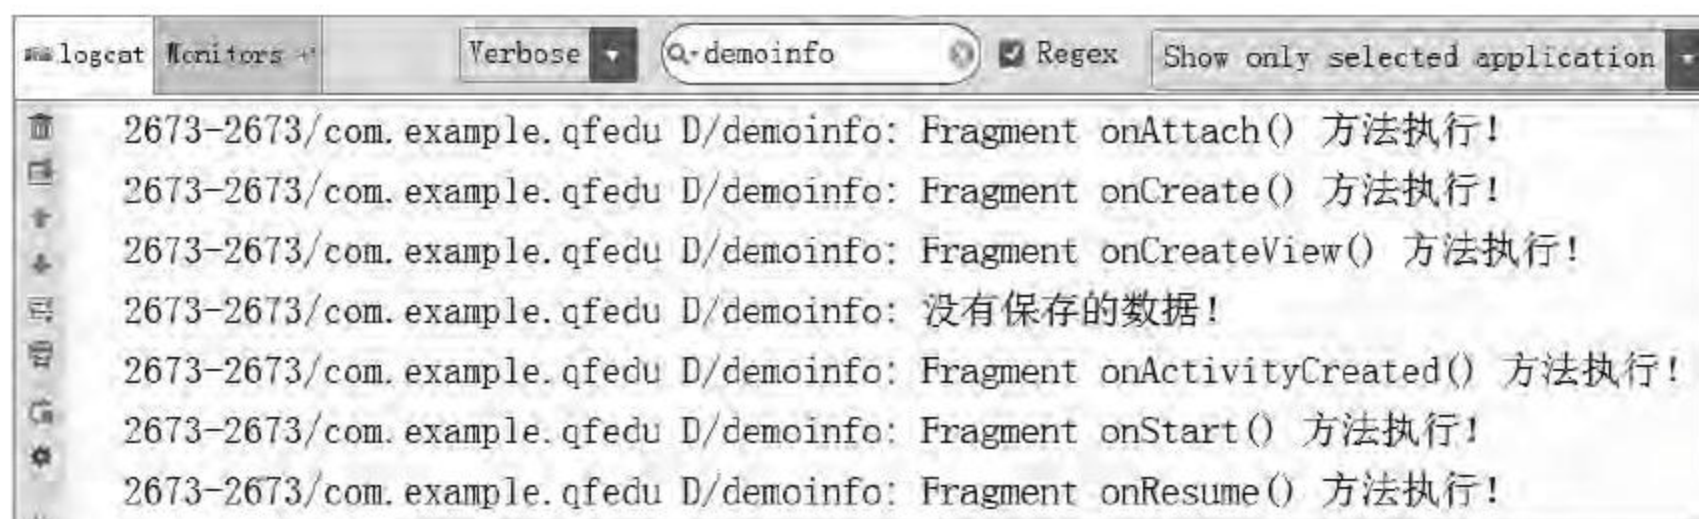 logcat Monitors Verbose demoinfo Regex Show only selected application
2673-2673/com.example.qfedu D/demoinfo: Fragment onAttach() 方法执行!
2673-2673/com.example.qfedu D/demoinfo: Fragment onCreate() 方法执行!
2673-2673/com.example.qfedu D/demoinfo: Fragment onCreateView() 方法执行!
2673-2673/com.example.qfedu D/demoinfo: 没有保存的数据!
2673-2673/com.example.qfedu D/demoinfo: Fragment onActivityCreated() 方法执行!
2673-2673/com.example.qfedu D/demoinfo: Fragment onStart() 方法执行!
2673-2673/com.example.qfedu D/demoinfo: Fragment onResume() 方法执行!